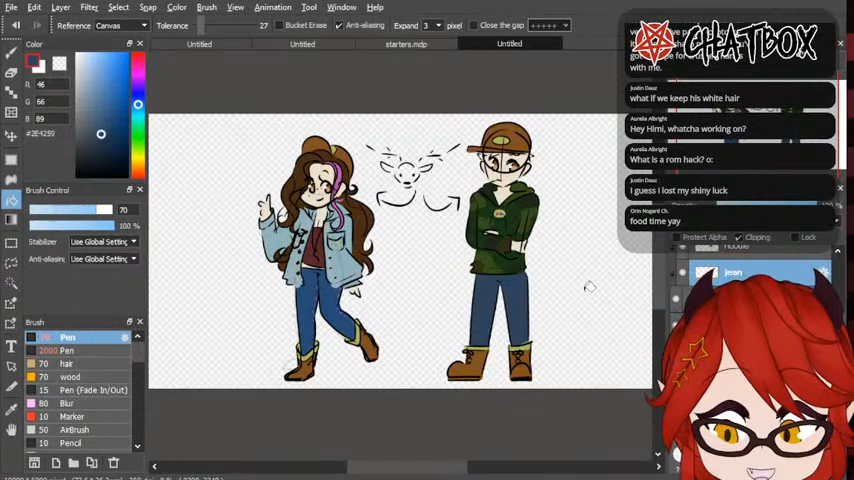 File Edit Layer Filter Select Snap Color Brush View Animation Tool Window Help
Reference Canvas Tolerance 27 Bucket Erase Anti-aliasing Expand 3 pixel Close the gap +++++
Untitled Untitled starters.mdp Untitled
Color
R 46
G 66
B 89
#2E4259
Brush Control
70
100 %
Stabilizer Use Global Setting
Anti-aliasing Use Global Setting
Brush
70 Pen
2000 Pen
70 hair
70 wood
15 Pen (Fade In/Out)
80 Blur
10 Marker
50 AirBrush
10 Pencil
CHATBOX
with me.
Justin Dauz
what if we keep his white hair
Aurelia Albright
Hey Himi, whatcha working on?
Aurelia Albright
What is a rom hack? o:
Justin Dauz
I guess I lost my shiny luck
Orin Nogard Ch.
food time yay
Protect Alpha Clipping Lock
hoodie
jean